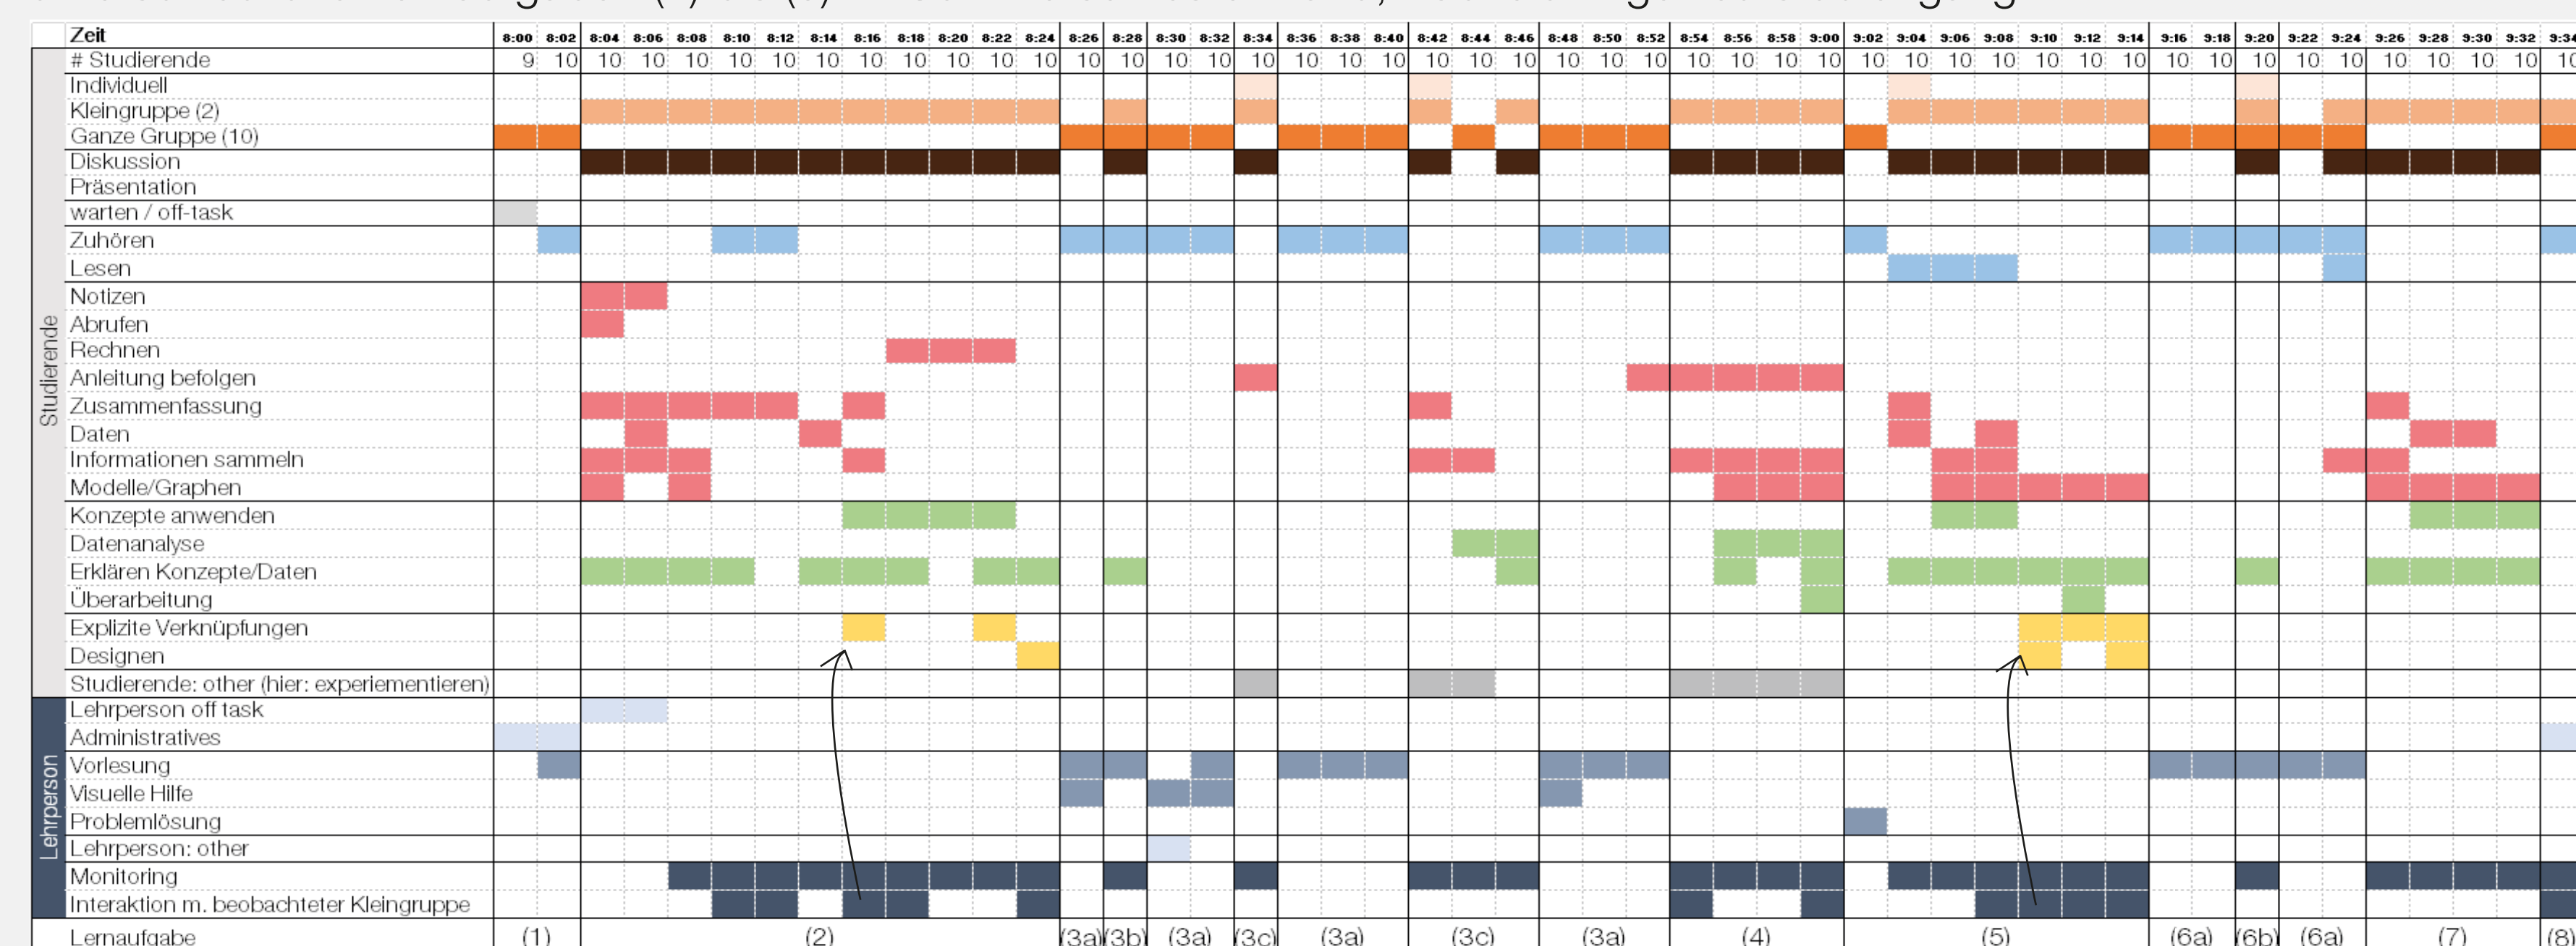 Zeit 8:00 8:02 8:04 8:06 8:08 8:10 8:12 8:14 8:16 8:18 8:20 8:22 8:24 8:26 8:28 8:30 8:32 8:34 8:36 8:38 8:40 8:42 8:44 8:46 8:48 8:50 8:52 8:54 8:56 8:58 9:00 9:02 9:04 9:06 9:08 9:10 9:12 9:14 9:16 9:18 9:20 9:22 9:24 9:26 9:28 9:30 9:32 9:34
# Studierende 9 10 10 10 10 10 10 10 10 10 10 10 10 10 10 10 10 10 10 10 10 10 10 10 10 10 10 10 10 10 10 10 10 10 10 10 10 10 10 10 10 10 10 10 10 10 10 10
Studierende
Individuell
Kleingruppe (2)
Ganze Gruppe (10)
Diskussion
Präsentation
warten / off-task
Zuhören
Lesen
Notizen
Abrufen
Rechnen
Anleitung befolgen
Zusammenfassung
Daten
Informationen sammeln
Modelle/Graphen
Konzepte anwenden
Datenanalyse
Erklären Konzepte/Daten
Überarbeitung
Explizite Verknüpfungen
Designen
Studierende: other (hier: experiementieren)
Lehrperson
Lehrperson off task
Administratives
Vorlesung
Visuelle Hilfe
Problemlösung
Lehrperson: other
Monitoring
Interaktion m. beobachteter Kleingruppe
Lernaufgabe (1) (2) (3a) (3b) (3a) (3c) (3a) (3c) (3a) (4) (5) (6a) (6b) (6a) (7) (8)